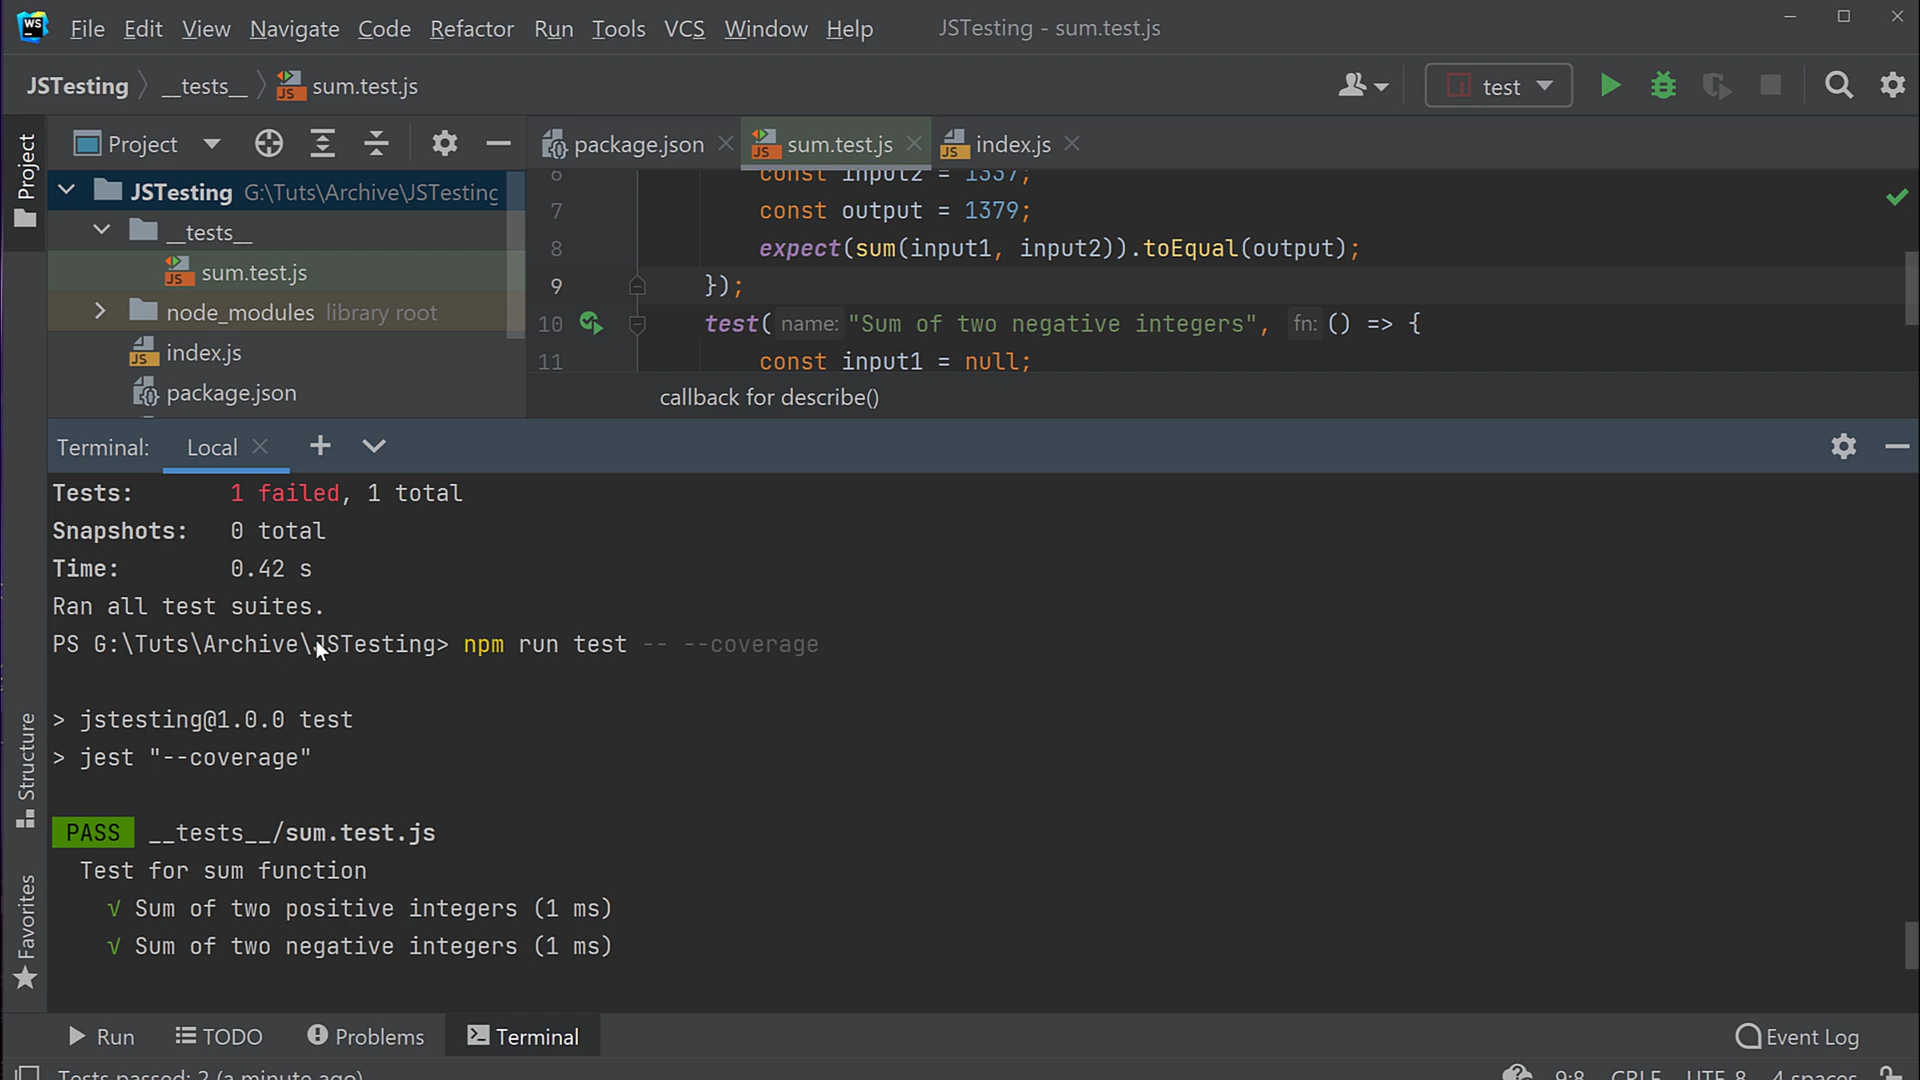 WS File Edit View Navigate Code Refactor Run Tools VCS Window Help JSTesting - sum.test.js
JSTesting __tests__ JS sum.test.js test
Project
Project
package.json
JS sum.test.js
JS index.js
JSTesting G:\Tuts\Archive\JSTesting
__tests__
JS sum.test.js
node_modules library root
JS index.js
package.json
6 const input2 = 1337;
7 const output = 1379;
8 expect(sum(input1, input2)).toEqual(output);
9 });
10 test( name: "Sum of two negative integers", fn: () => {
11 const input1 = null;
callback for describe()
Terminal: Local
Tests: 1 failed, 1 total
Snapshots: 0 total
Time: 0.42 s
Ran all test suites.
PS G:\Tuts\Archive\JSTesting> npm run test -- --coverage
> jstesting@1.0.0 test
> jest "--coverage"
PASS __tests__/sum.test.js
Test for sum function
√ Sum of two positive integers (1 ms)
√ Sum of two negative integers (1 ms)
Structure
Favorites
Run TODO Problems Terminal Event Log
Tests passed: 2 (a minute ago) 9:8 CRLF UTF-8 4 spaces